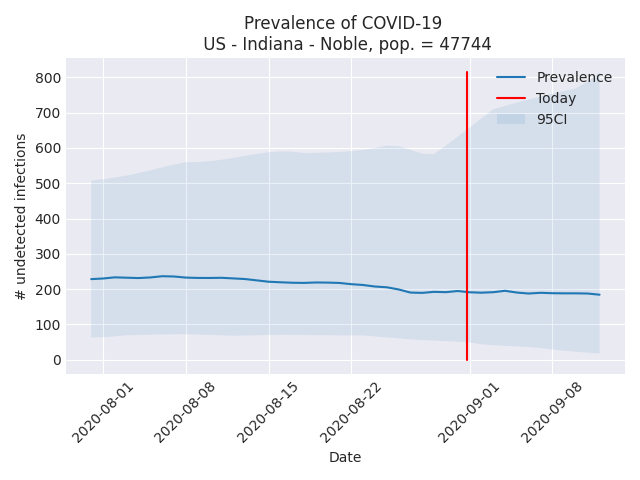 Prevalence of COVID-19
US - Indiana - Noble, pop. = 47744
Prevalence
Today
95CI
# undetected infections
800
700
600
500
400
300
200
100
0
2020-08-01
2020-08-08
2020-08-15
2020-08-22
2020-09-01
2020-09-08
Date